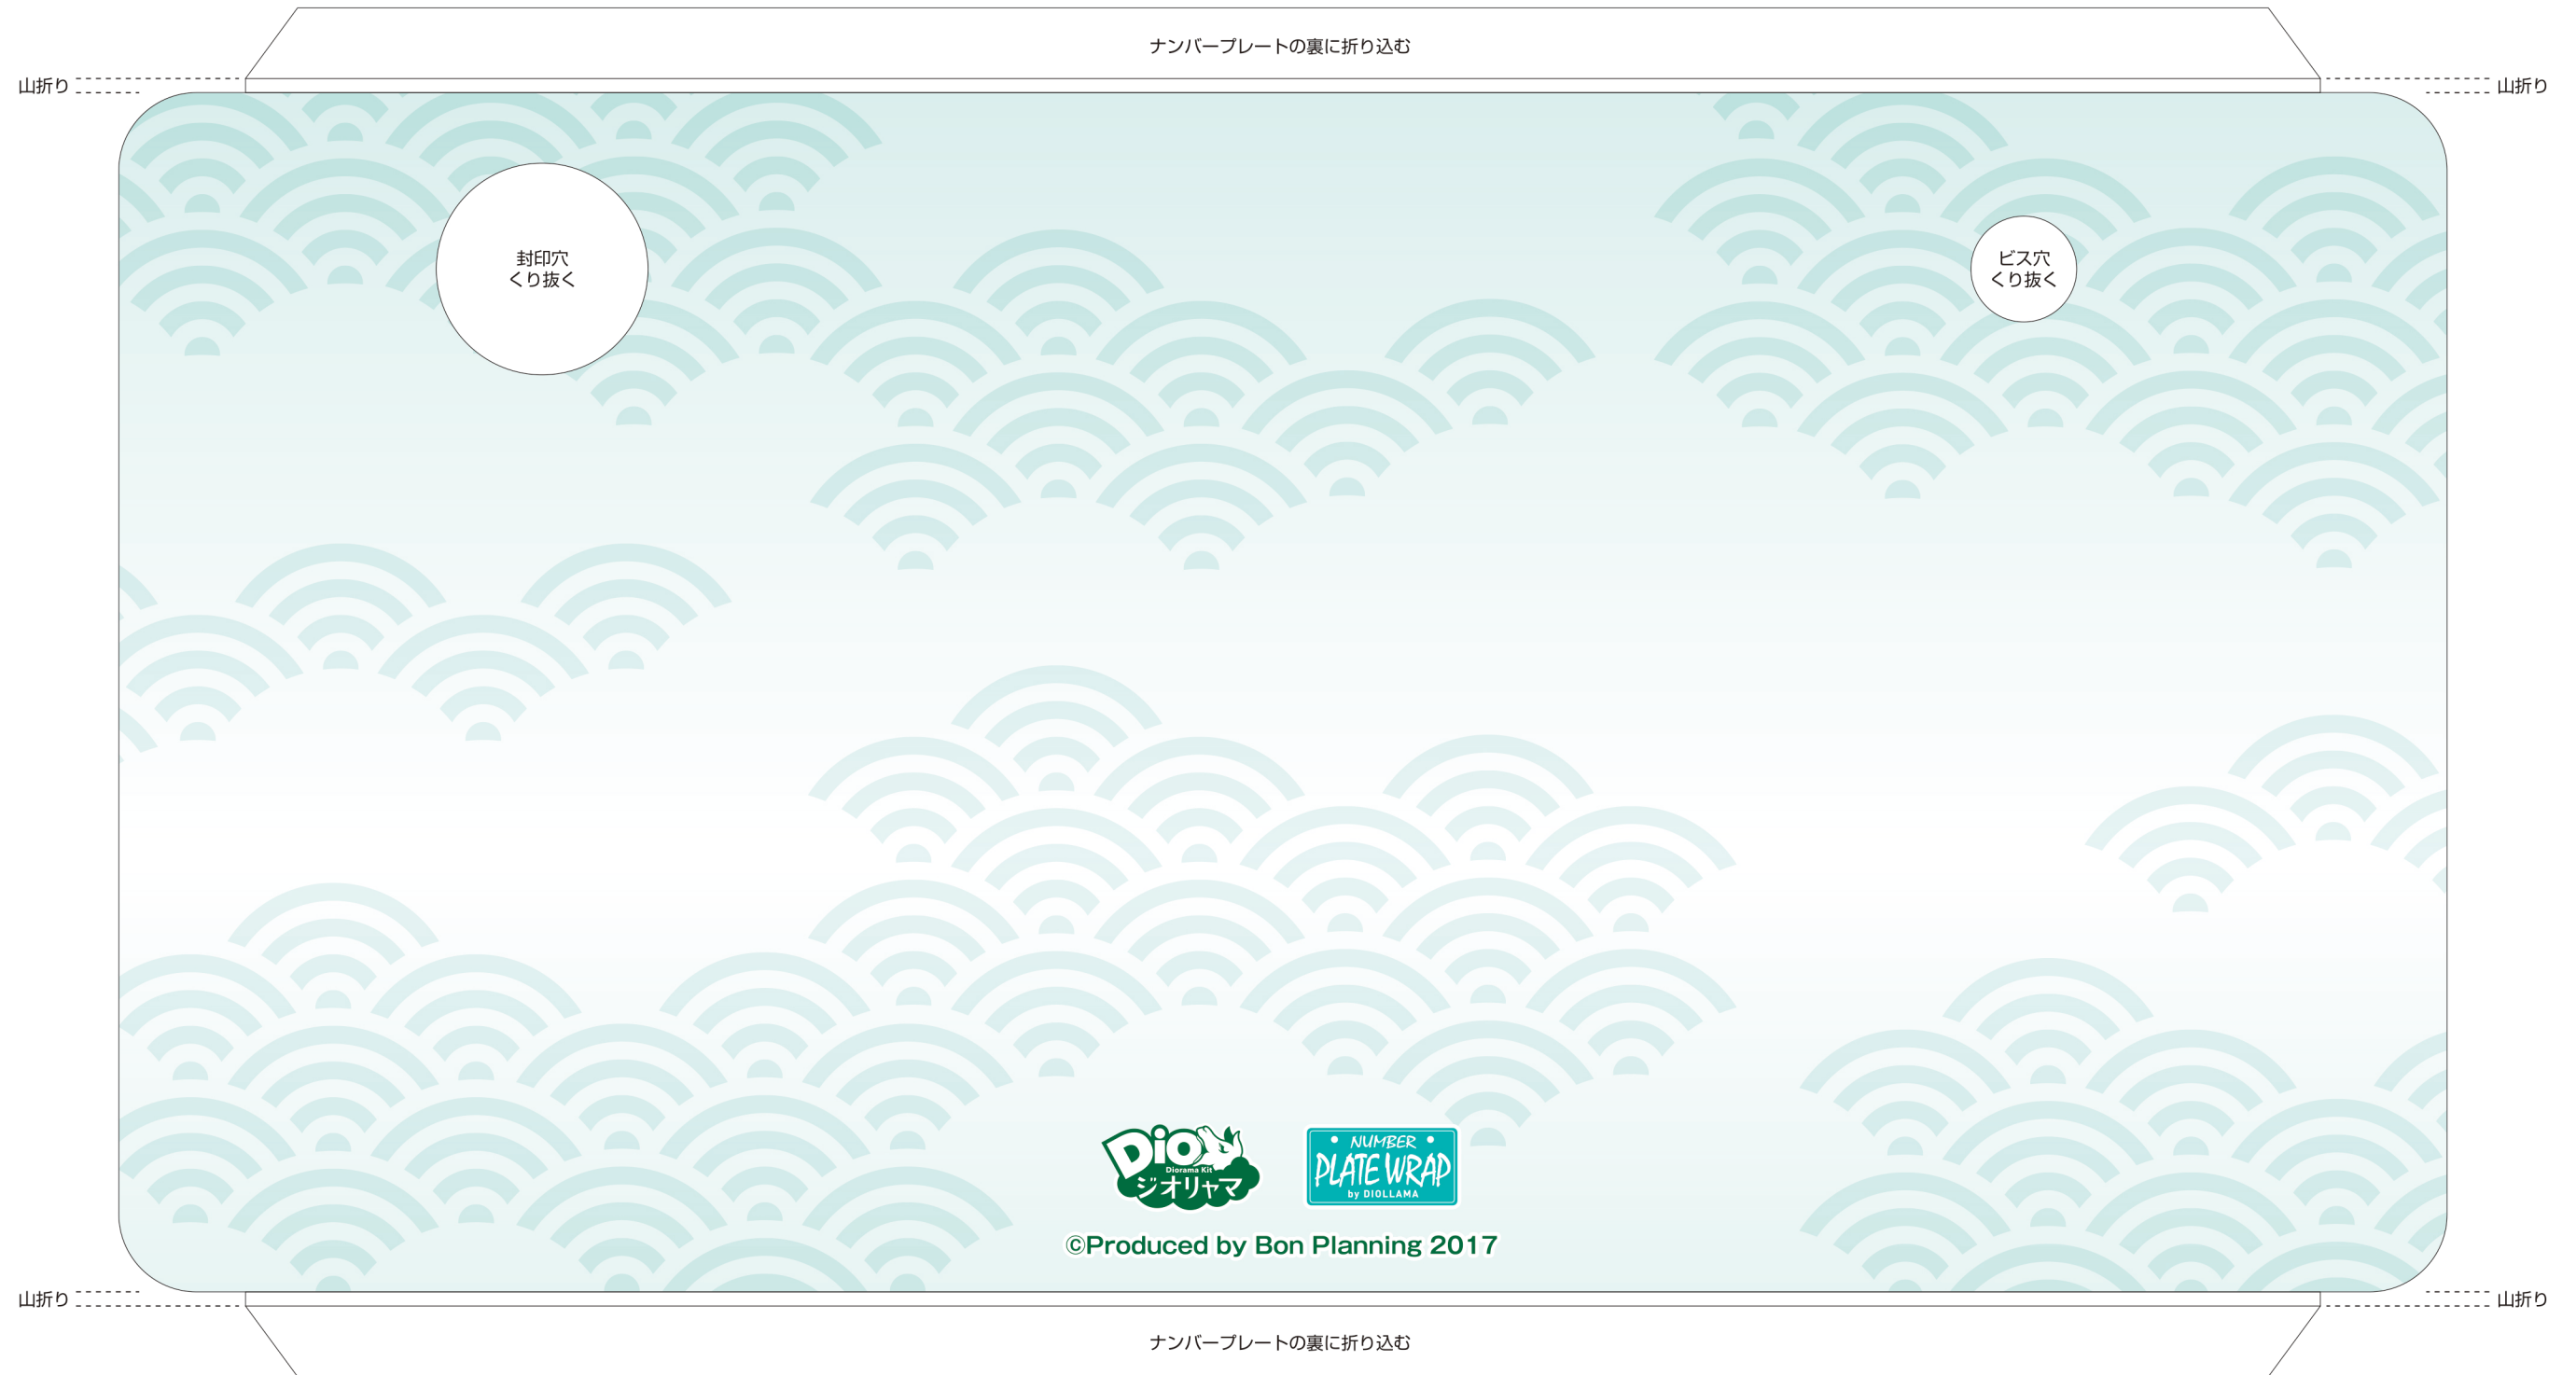 ナンバープレートの裏に折り込む
山折り
山折り
封印穴
くり抜く
ビス穴
くり抜く
Dio
Diorama Kit
ジオリャマ
NUMBER
PLATE WRAP
by DIOLLAMA
©Produced by Bon Planning 2017
山折り
山折り
ナンバープレートの裏に折り込む